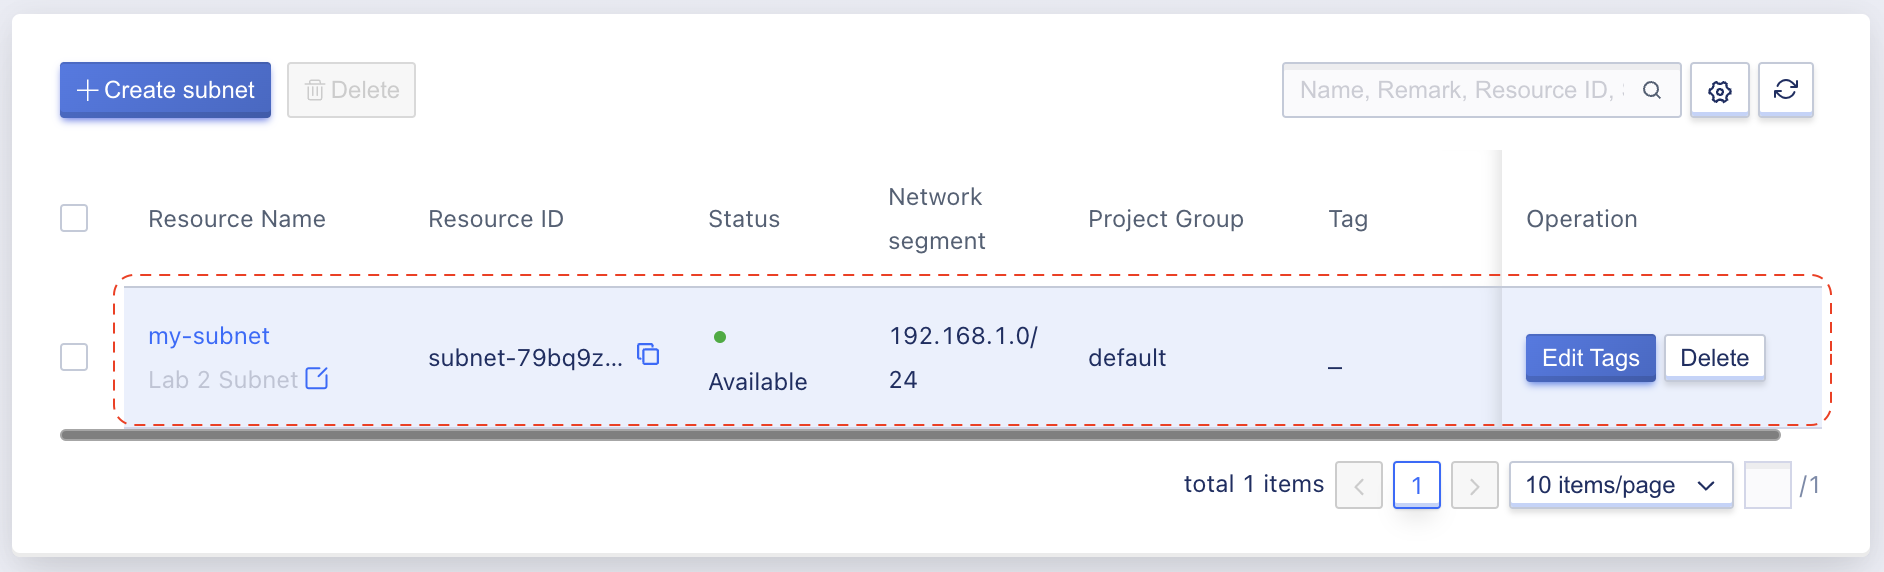 Create subnet Delete Name, Remark, Resource ID,
Resource Name Resource ID Status Network segment Project Group Tag Operation
my-subnet
Lab 2 Subnet
subnet-79bq9z...
Available
192.168.1.0/
24
default
_
Edit Tags Delete
total 1 items 1 10 items/page /1